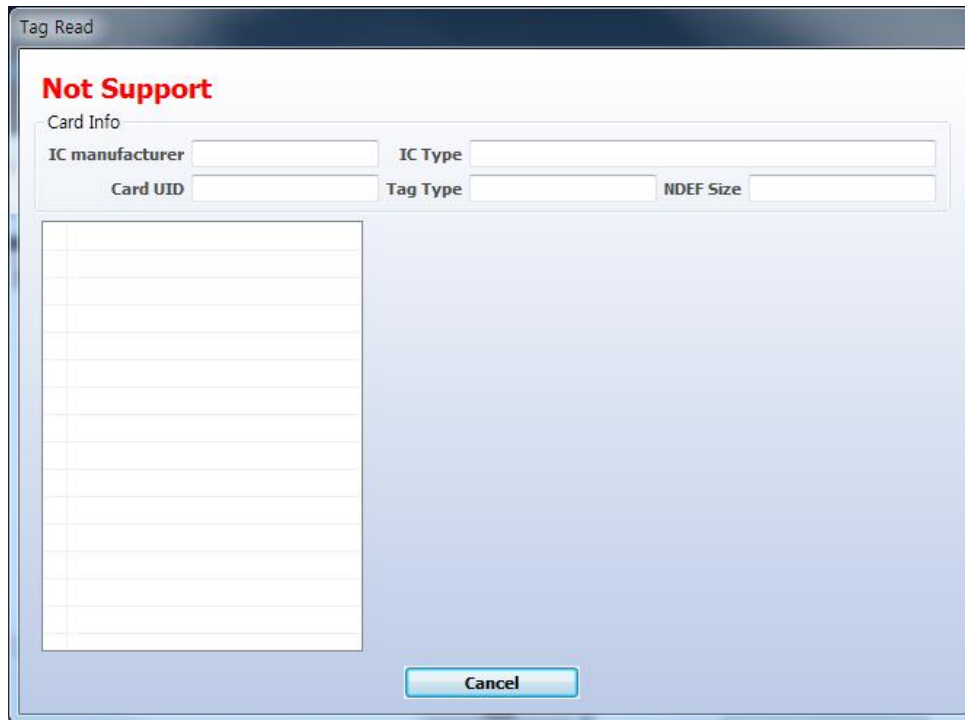 Tag Read
Not Support
Card Info
IC manufacturer IC Type
Card UID Tag Type NDEF Size
Cancel